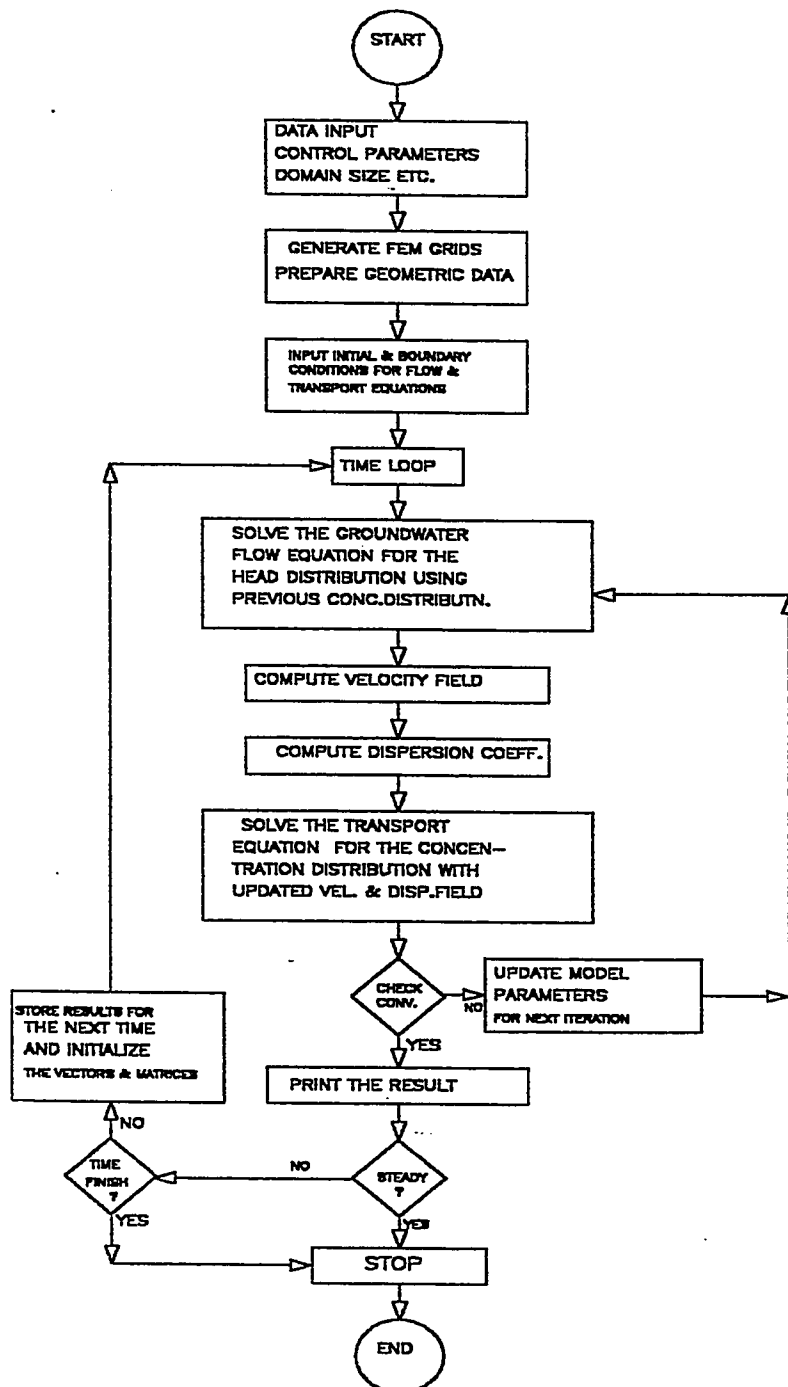 START
DATA INPUT
CONTROL PARAMETERS
DOMAIN SIZE ETC.
GENERATE FEM GRIDS
PREPARE GEOMETRIC DATA
INPUT INITIAL & BOUNDARY
CONDITIONS FOR FLOW &
TRANSPORT EQUATIONS
TIME LOOP
SOLVE THE GROUNDWATER
FLOW EQUATION FOR THE
HEAD DISTRIBUTION USING
PREVIOUS CONC.DISTRIBUTN.
COMPUTE VELOCITY FIELD
COMPUTE DISPERSION COEFF.
SOLVE THE TRANSPORT
EQUATION FOR THE CONCEN-
TRATION DISTRIBUTION WITH
UPDATED VEL. & DISP.FIELD
CHECK
CONV.
NO
UPDATE MODEL
PARAMETERS
FOR NEXT ITERATION
YES
STORE RESULTS FOR
THE NEXT TIME
AND INITIALIZE
THE VECTORS & MATRICES
PRINT THE RESULT
NO
TIME
FINISH
?
NO
STEADY
?
YES
YES
STOP
END